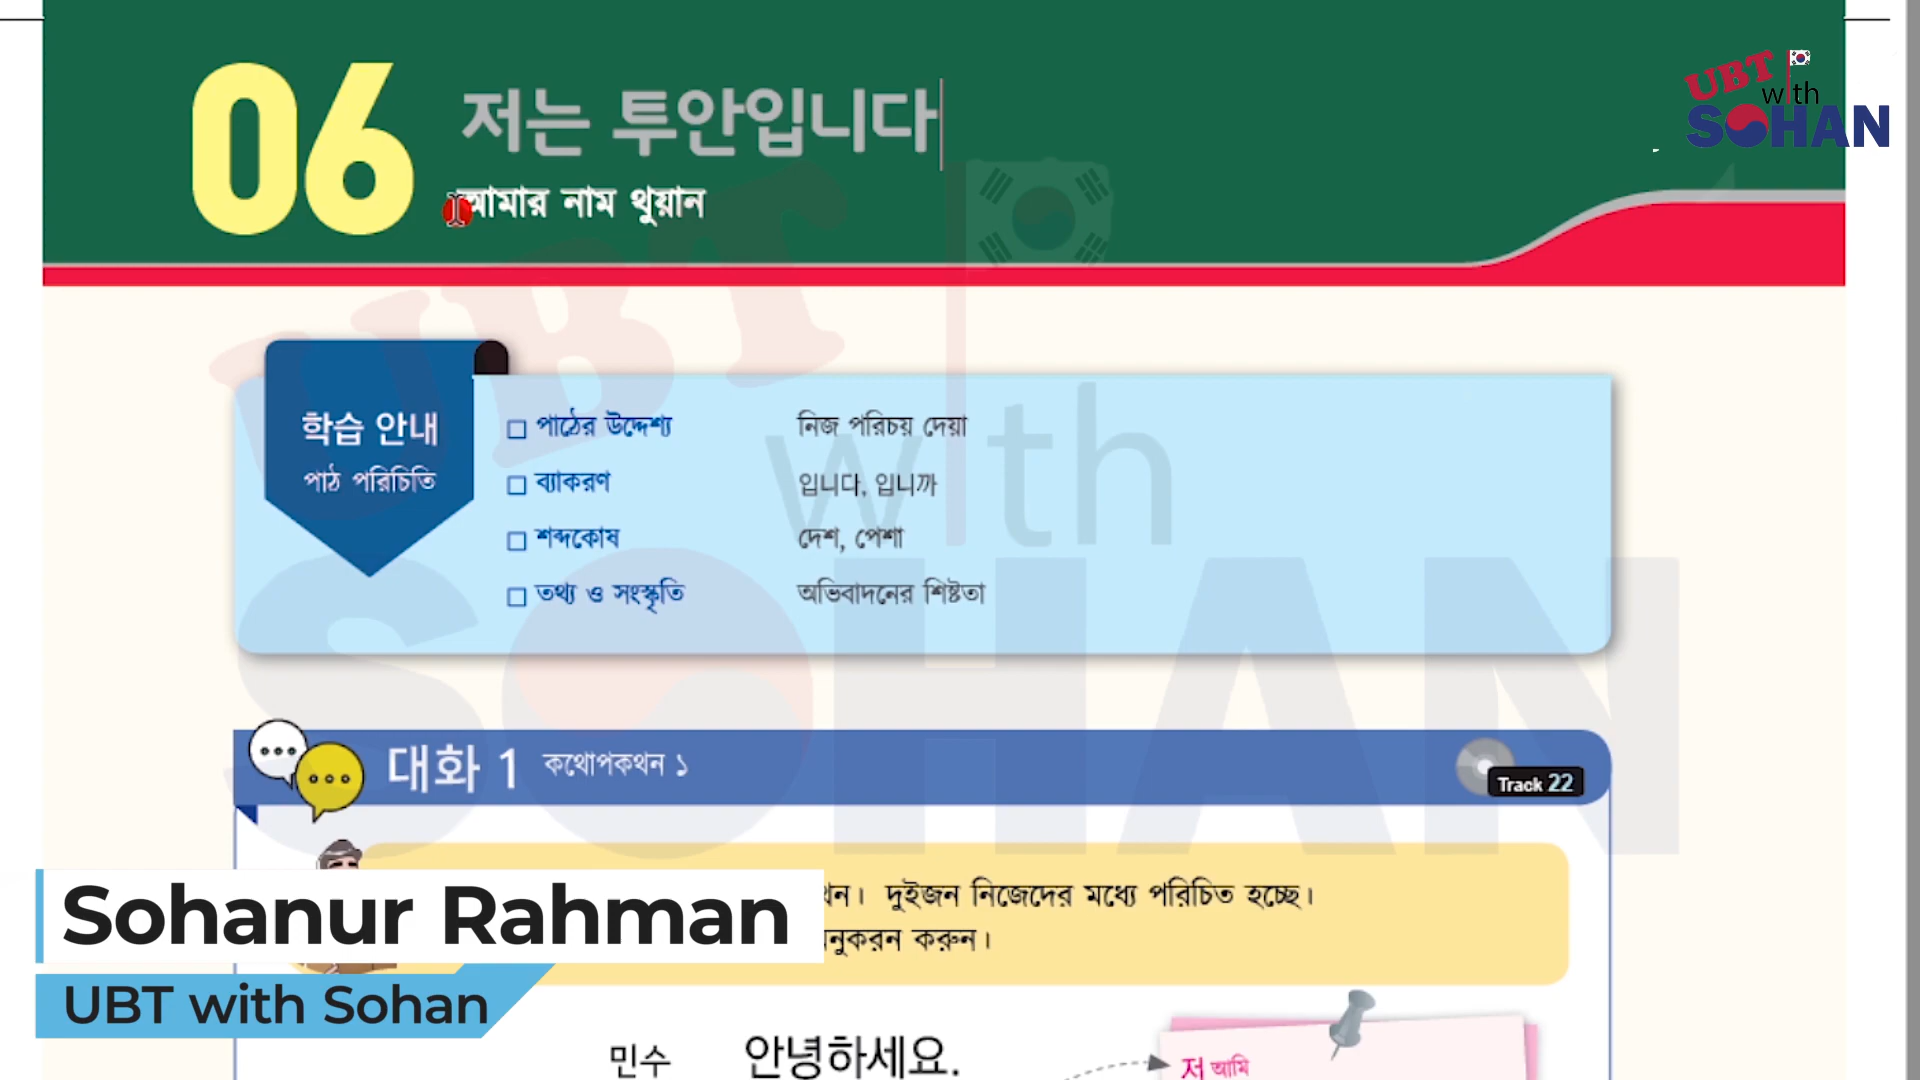 06
저는 투안입니다
আমার নাম থুয়ান
UBT
with
SOHAN
학습 안내
পাঠ পরিচিতি
□ পাঠের উদ্দেশ্য নিজ পরিচয় দেয়া
□ ব্যাকরণ 입니다, 입니까
□ শব্দকোষ দেশ, পেশা
□ তথ্য ও সংস্কৃতি অভিবাদনের শিষ্টতা
UBT
with
SOHAN
대화 1 কথোপকথন ১
Track 22
দুইজন নিজেদের মধ্যে পরিচিত হচ্ছে।
করুন।
Sohanur Rahman
UBT with Sohan
민수 안녕하세요.
저 আমি